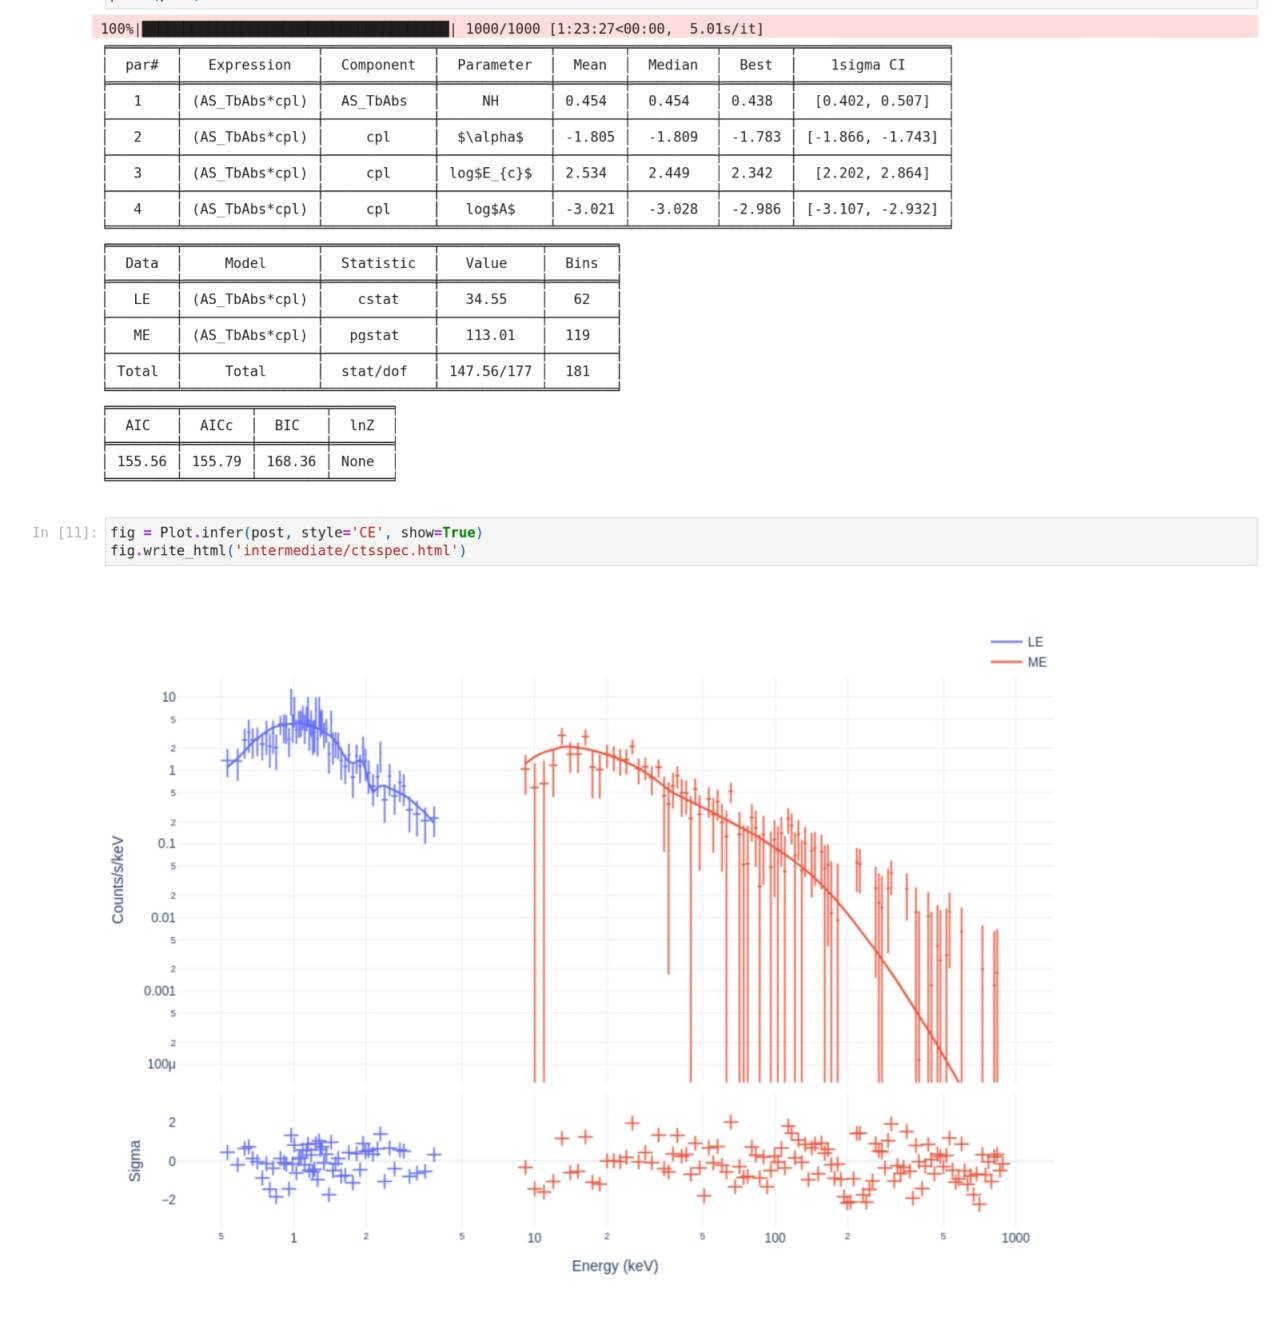 100%|██████████| 1000/1000 [1:23:27<00:00,  5.01s/it]
par# Expression Component Parameter Mean Median Best 1sigma CI
1 (AS_TbAbs*cpl) AS_TbAbs NH 0.454 0.454 0.438 [0.402, 0.507]
2 (AS_TbAbs*cpl) cpl $\alpha$ -1.805 -1.809 -1.783 [-1.866, -1.743]
3 (AS_TbAbs*cpl) cpl log$E_{c}$ 2.534 2.449 2.342 [2.202, 2.864]
4 (AS_TbAbs*cpl) cpl log$A$ -3.021 -3.028 -2.986 [-3.107, -2.932]
Data Model Statistic Value Bins
LE (AS_TbAbs*cpl) cstat 34.55 62
ME (AS_TbAbs*cpl) pgstat 113.01 119
Total Total stat/dof 147.56/177 181
AIC AICc BIC lnZ
155.56 155.79 168.36 None
In [11]: fig = Plot.infer(post, style='CE', show=True)
fig.write_html('intermediate/ctsspec.html')
LE
ME
10
5
2
1
5
2
0.1
5
2
0.01
5
2
0.001
5
2
100μ
Counts/s/keV
2
0
−2
Sigma
5 1 2 5 10 2 5 100 2 5 1000
Energy (keV)